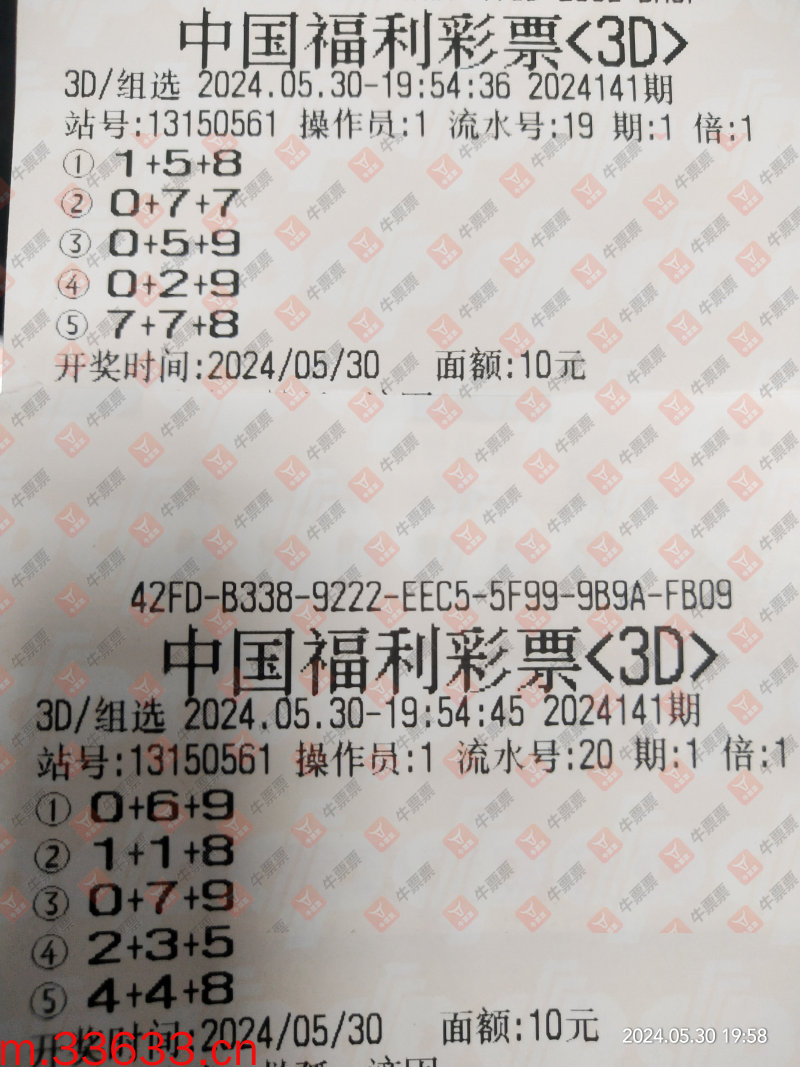 中国福利彩票<3D>
3D/组选 2024.05.30-19:54:36 2024141期
站号:13150561 操作员:1 流水号:19 期:1 倍:1
① 1+5+8
② 0+7+7
③ 0+5+9
④ 0+2+9
⑤ 7+7+8
开奖时间:2024/05/30 面额:10元
42FD-B338-9222-EEC5-5F99-9B9A-FB09
中国福利彩票<3D>
3D/组选 2024.05.30-19:54:45 2024141期
站号:13150561 操作员:1 流水号:20 期:1 倍:1
① 0+6+9
② 1+1+8
③ 0+7+9
④ 2+3+5
⑤ 4+4+8
开奖时间:2024/05/30 面额:10元
2024.05.30 19:58
m.33633.cn
牛票票